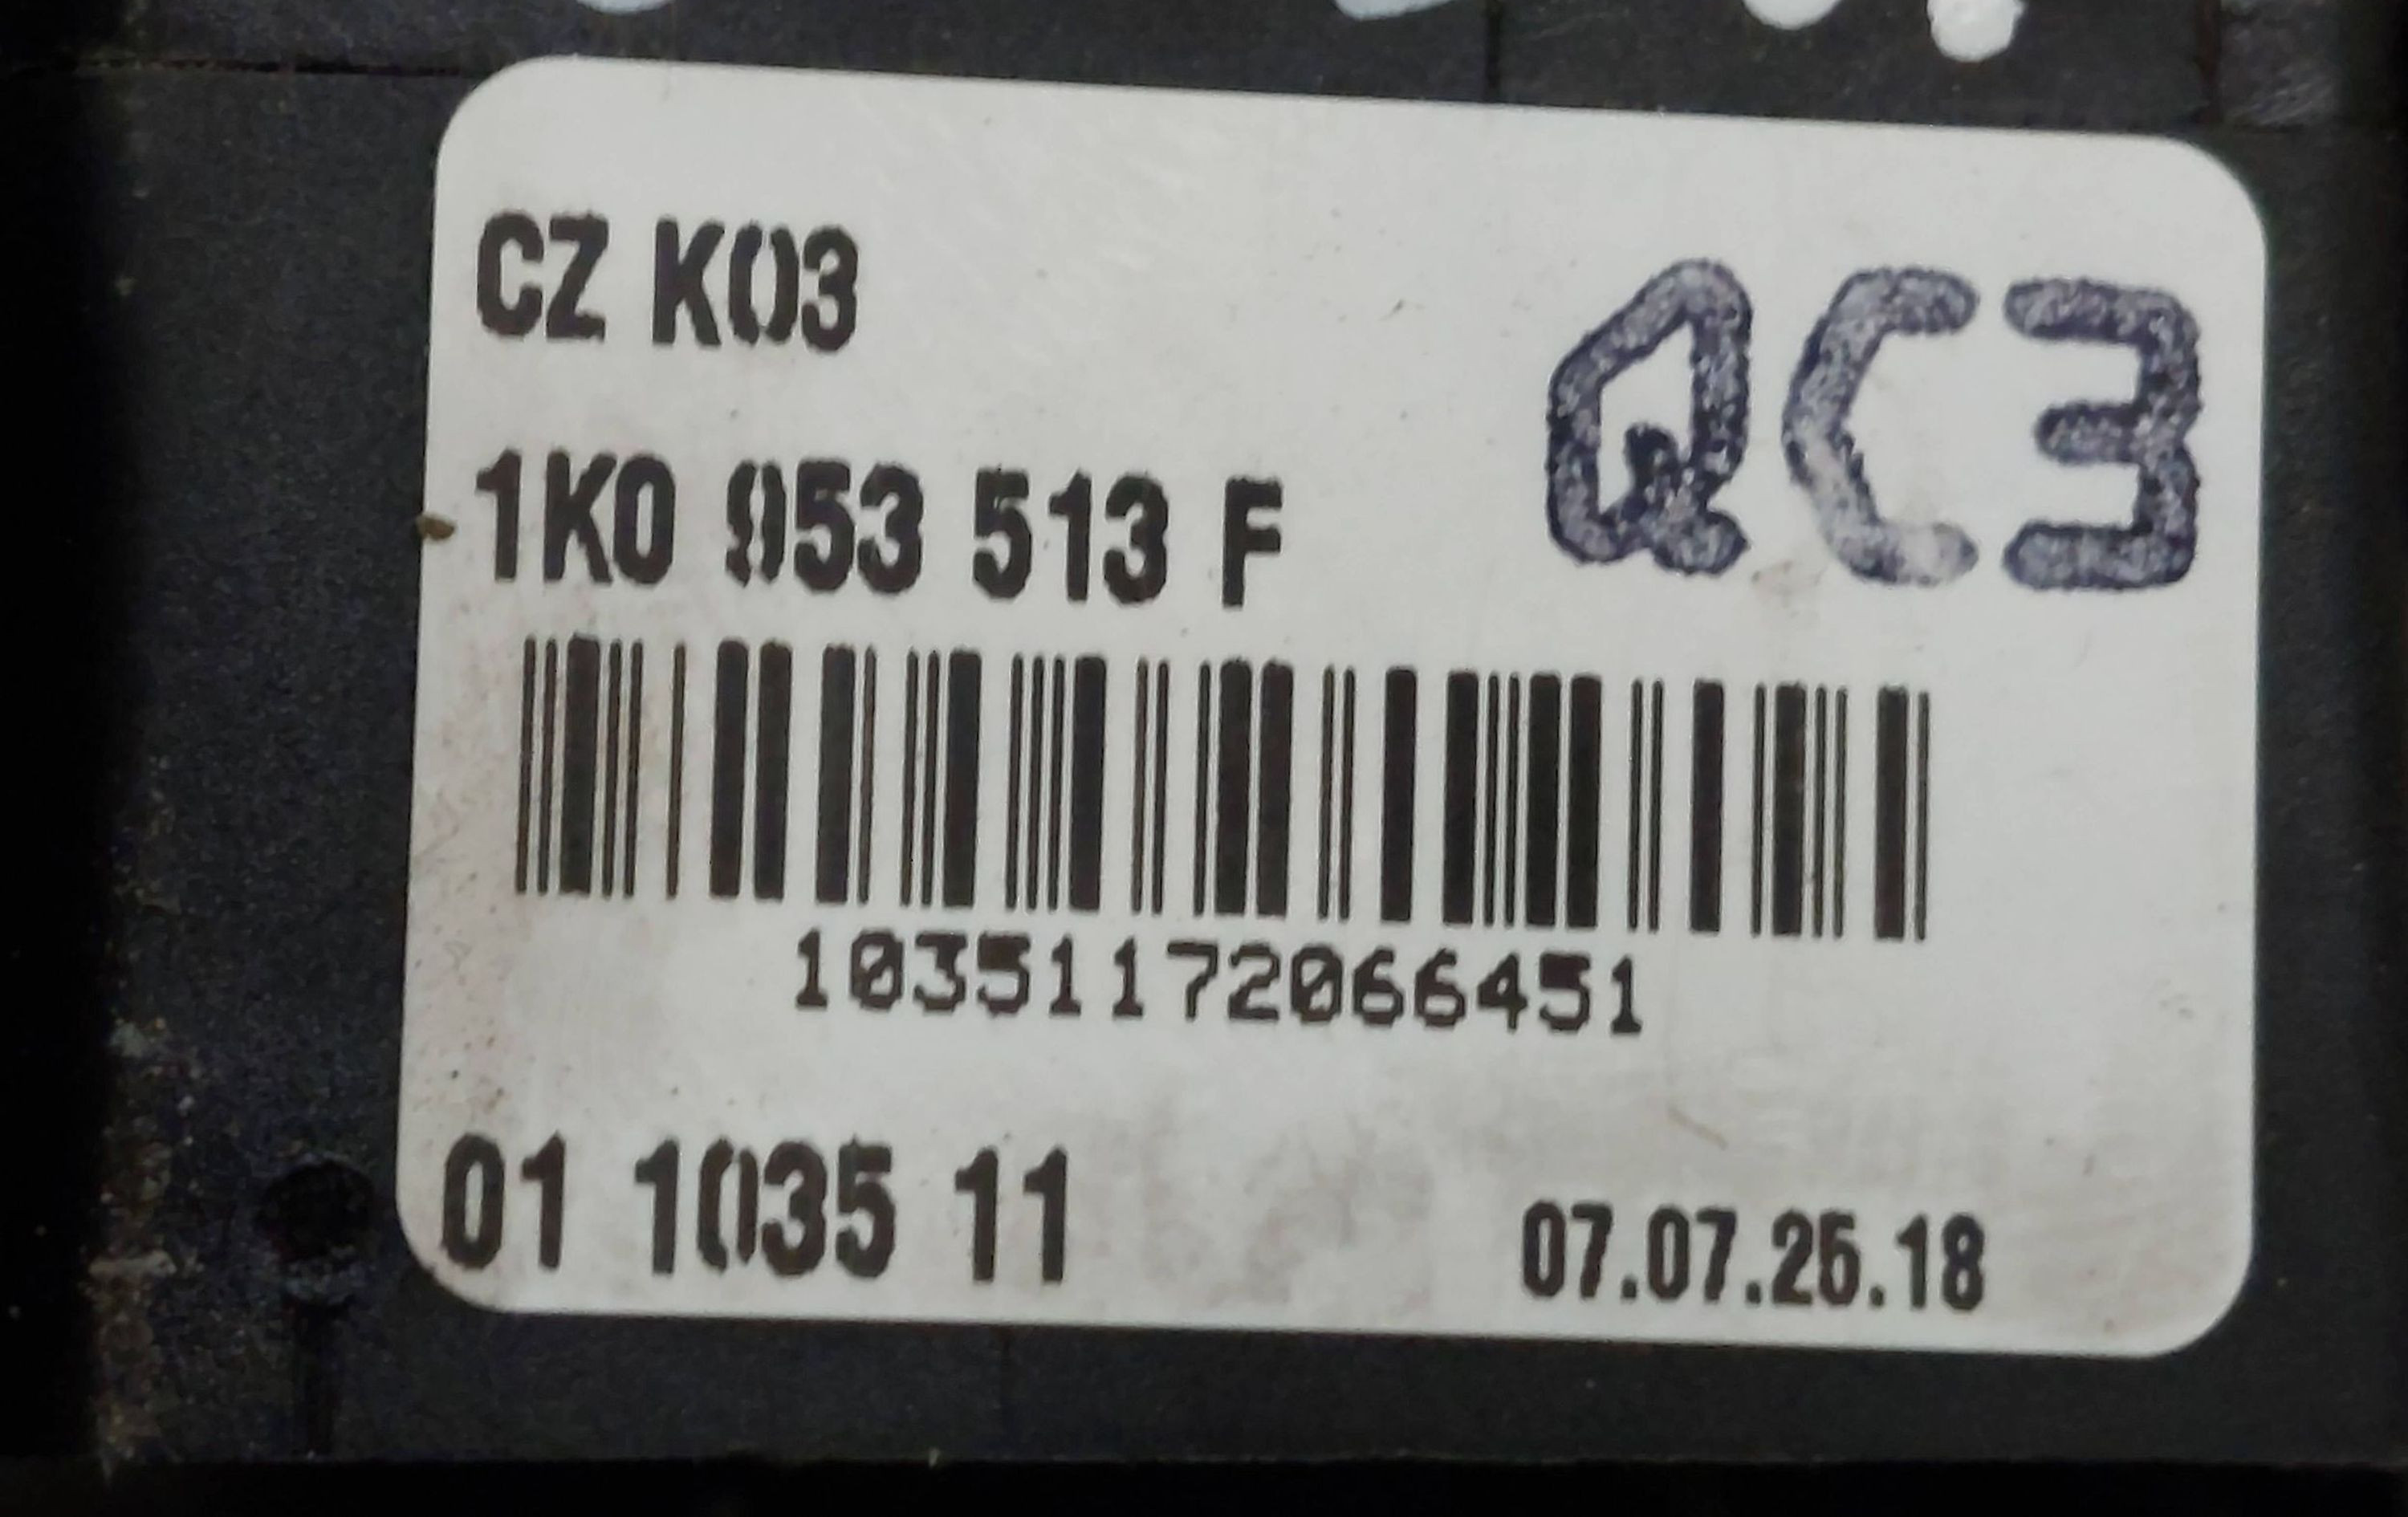 CZ K03
QC3
1K0 953 513 F
10351172066451
01 1035 11
07.07.26.18